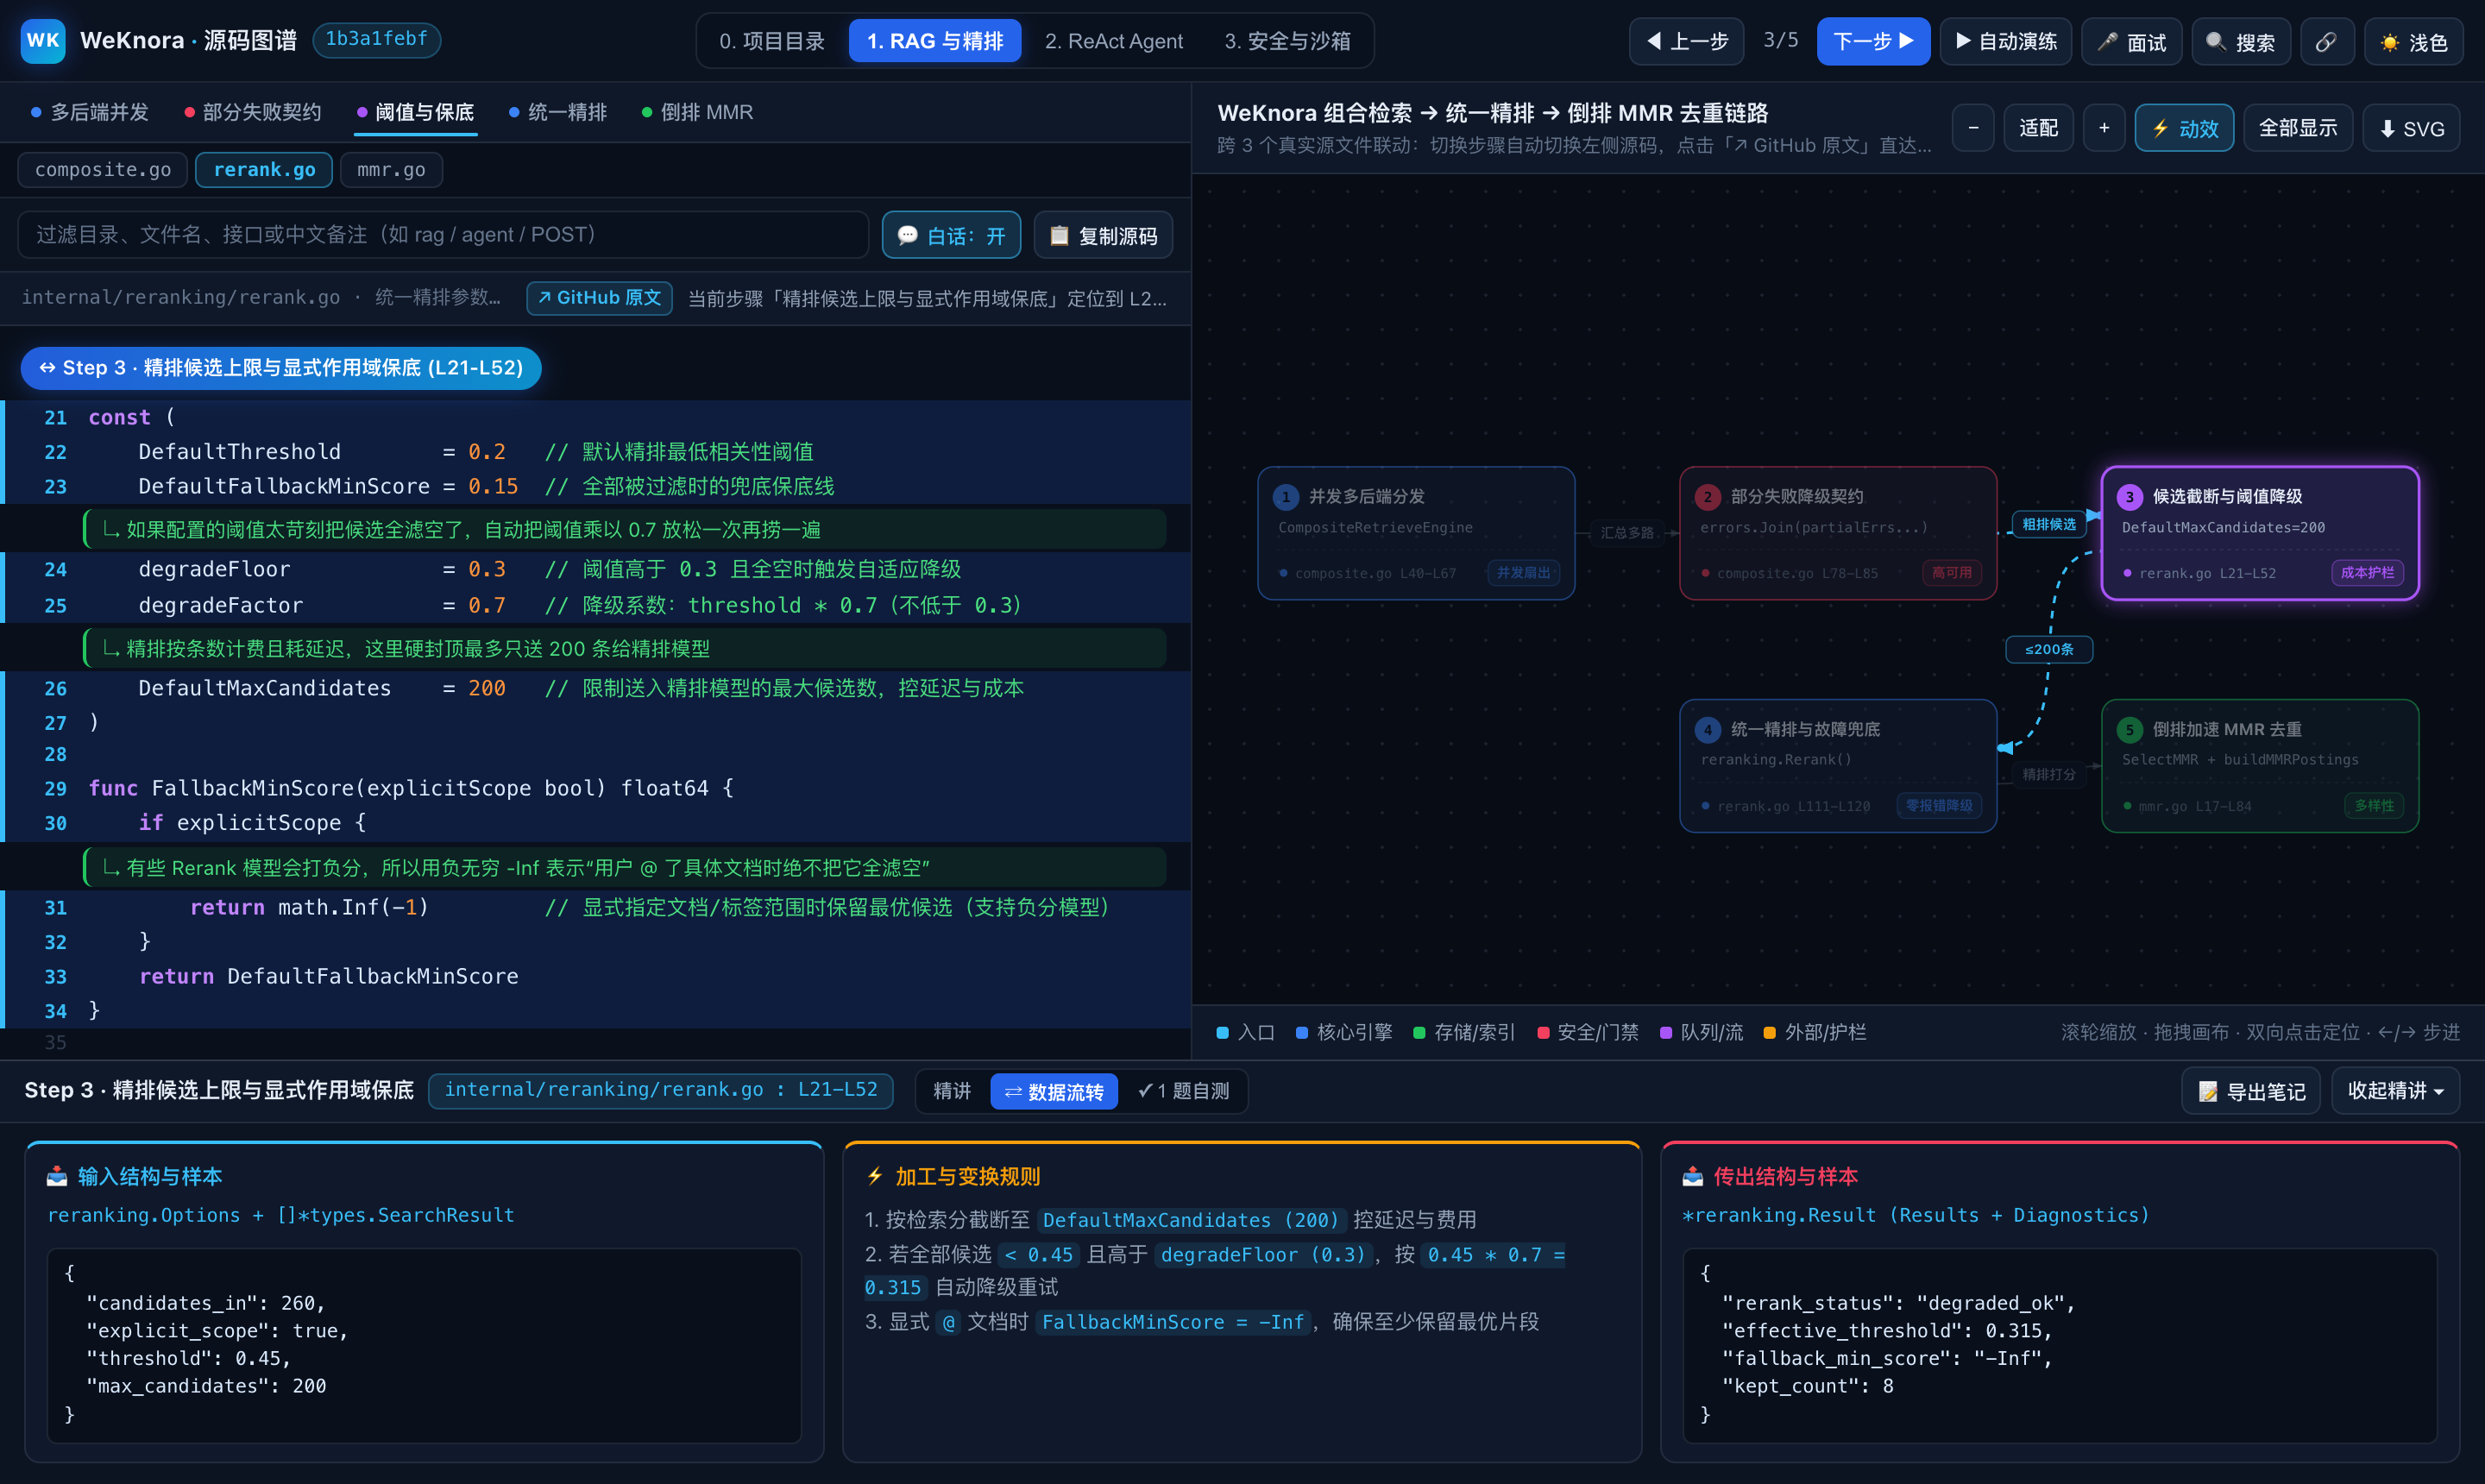 WK WeKnora · 源码图谱 1b3a1febf
0. 项目目录 1. RAG 与精排 2. ReAct Agent 3. 安全与沙箱
◀ 上一步 3/5 下一步 ▶ ▶ 自动演练 🎤 面试 🔍 搜索 🔗 ☀️ 浅色
多后端并发 部分失败契约 阈值与保底 统一精排 倒排 MMR
composite.go rerank.go mmr.go
过滤目录、文件名、接口或中文备注（如 rag / agent / POST）
💬 白话：开 📋 复制源码
internal/reranking/rerank.go · 统一精排参数… ↗ GitHub 原文 当前步骤「精排候选上限与显式作用域保底」定位到 L2…
↔ Step 3 · 精排候选上限与显式作用域保底 (L21-L52)
21 const (
22 DefaultThreshold = 0.2 // 默认精排最低相关性阈值
23 DefaultFallbackMinScore = 0.15 // 全部被过滤时的兜底保底线
↳ 如果配置的阈值太苛刻把候选全滤空了，自动把阈值乘以 0.7 放松一次再捞一遍
24 degradeFloor = 0.3 // 阈值高于 0.3 且全空时触发自适应降级
25 degradeFactor = 0.7 // 降级系数：threshold * 0.7（不低于 0.3）
↳ 精排按条数计费且耗延迟，这里硬封顶最多只送 200 条给精排模型
26 DefaultMaxCandidates = 200 // 限制送入精排模型的最大候选数，控延迟与成本
27 )
28
29 func FallbackMinScore(explicitScope bool) float64 {
30 if explicitScope {
↳ 有些 Rerank 模型会打负分，所以用负无穷 -Inf 表示“用户 @ 了具体文档时绝不把它全滤空”
31 return math.Inf(-1) // 显式指定文档/标签范围时保留最优候选（支持负分模型）
32 }
33 return DefaultFallbackMinScore
34 }
35
WeKnora 组合检索 → 统一精排 → 倒排 MMR 去重链路
跨 3 个真实源文件联动：切换步骤自动切换左侧源码，点击「↗ GitHub 原文」直达…
− 适配 + ⚡ 动效 全部显示 ⬇ SVG
1 并发多后端分发
CompositeRetrieveEngine
composite.go L40-L67 并发扇出
汇总多路
2 部分失败降级契约
errors.Join(partialErrs...)
composite.go L78-L85 高可用
粗排候选
3 候选截断与阈值降级
DefaultMaxCandidates=200
rerank.go L21-L52 成本护栏
≤200条
4 统一精排与故障兜底
reranking.Rerank()
rerank.go L111-L120 零报错降级
精排打分
5 倒排加速 MMR 去重
SelectMMR + buildMMRPostings
mmr.go L17-L84 多样性
入口 核心引擎 存储/索引 安全/门禁 队列/流 外部/护栏
滚轮缩放 · 拖拽画布 · 双向点击定位 · ←/→ 步进
Step 3 · 精排候选上限与显式作用域保底 internal/reranking/rerank.go : L21-L52 精讲 ⇄ 数据流转 ✓ 1 题自测
📝 导出笔记 收起精讲 ▾
📥 输入结构与样本
reranking.Options + []*types.SearchResult
{
"candidates_in": 260,
"explicit_scope": true,
"threshold": 0.45,
"max_candidates": 200
}
⚡ 加工与变换规则
1. 按检索分截断至 DefaultMaxCandidates (200) 控延迟与费用
2. 若全部候选 < 0.45 且高于 degradeFloor (0.3)，按 0.45 * 0.7 =
0.315 自动降级重试
3. 显式 @ 文档时 FallbackMinScore = -Inf，确保至少保留最优片段
📤 传出结构与样本
*reranking.Result (Results + Diagnostics)
{
"rerank_status": "degraded_ok",
"effective_threshold": 0.315,
"fallback_min_score": "-Inf",
"kept_count": 8
}